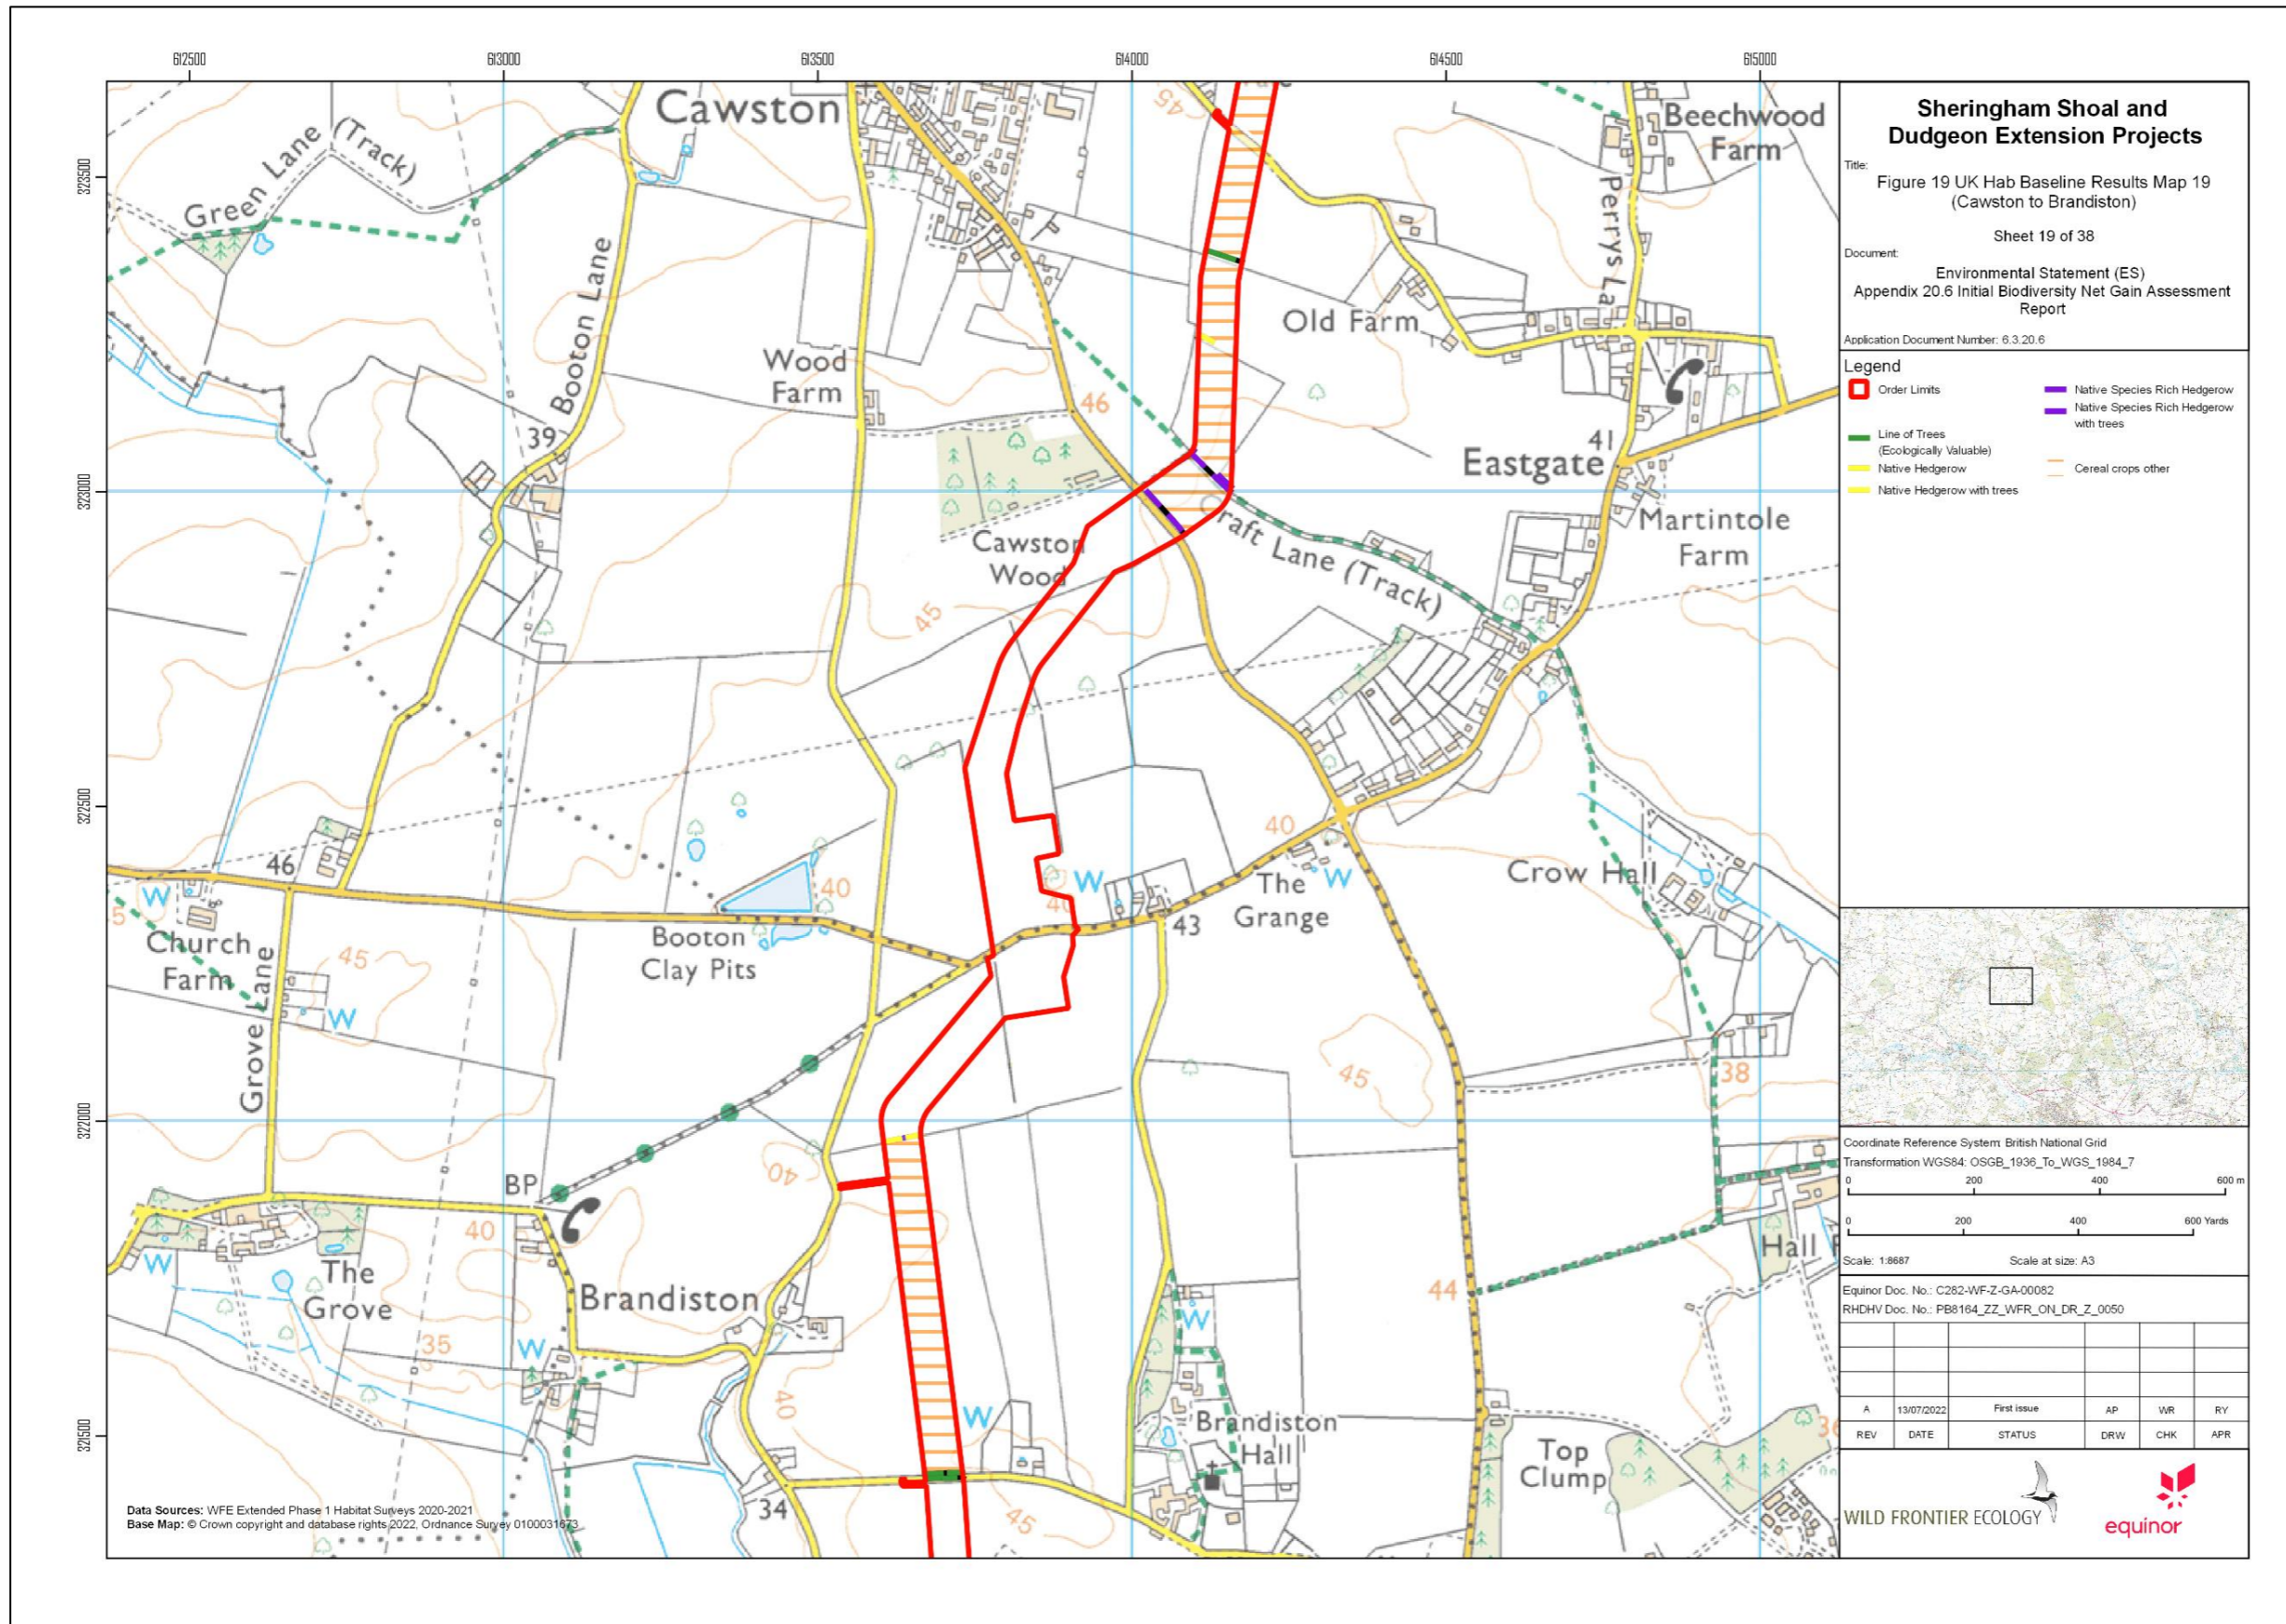 612500
613000
613500
614000
614500
615000
323500
323000
322500
322000
321500
Cawston
45
Beechwood
Farm
Green Lane (Track)
Perrys La
Booton Lane
Old Farm
Wood
Farm
46
39
41
Eastgate
Martintole
Farm
Cawston
Wood
Craft Lane (Track)
45
40
46
W
40
W
W
Crow Hall
The
Grange
43
5
Church
Farm
45
Booton
Clay Pits
Grove Lane
W
45
38
BP
40
40
W
The
Grove
Brandiston
44
Hall
35
W
W
40
W
Brandiston
Hall
Top
Clump
34
45
Data Sources: WFE Extended Phase 1 Habitat Surveys 2020-2021
Base Map: © Crown copyright and database rights 2022, Ordnance Survey 0100031673
Sheringham Shoal and
Dudgeon Extension Projects
Title:
Figure 19 UK Hab Baseline Results Map 19
(Cawston to Brandiston)
Sheet 19 of 38
Document:
Environmental Statement (ES)
Appendix 20.6 Initial Biodiversity Net Gain Assessment
Report
Application Document Number: 6.3.20.6
Legend
Order Limits
Line of Trees
(Ecologically Valuable)
Native Hedgerow
Native Hedgerow with trees
Native Species Rich Hedgerow
Native Species Rich Hedgerow
with trees
Cereal crops other
Coordinate Reference System: British National Grid
Transformation WGS84: OSGB_1936_To_WGS_1984_7
0 200 400 600 m
0 200 400 600 Yards
Scale: 1:8687 Scale at size: A3
Equinor Doc. No.: C282-WF-Z-GA-00082
RHDHV Doc. No.: PB8164_ZZ_WFR_ON_DR_Z_0050
A 13/07/2022 First issue AP WR RY
REV DATE STATUS DRW CHK APR
WILD FRONTIER ECOLOGY
equinor